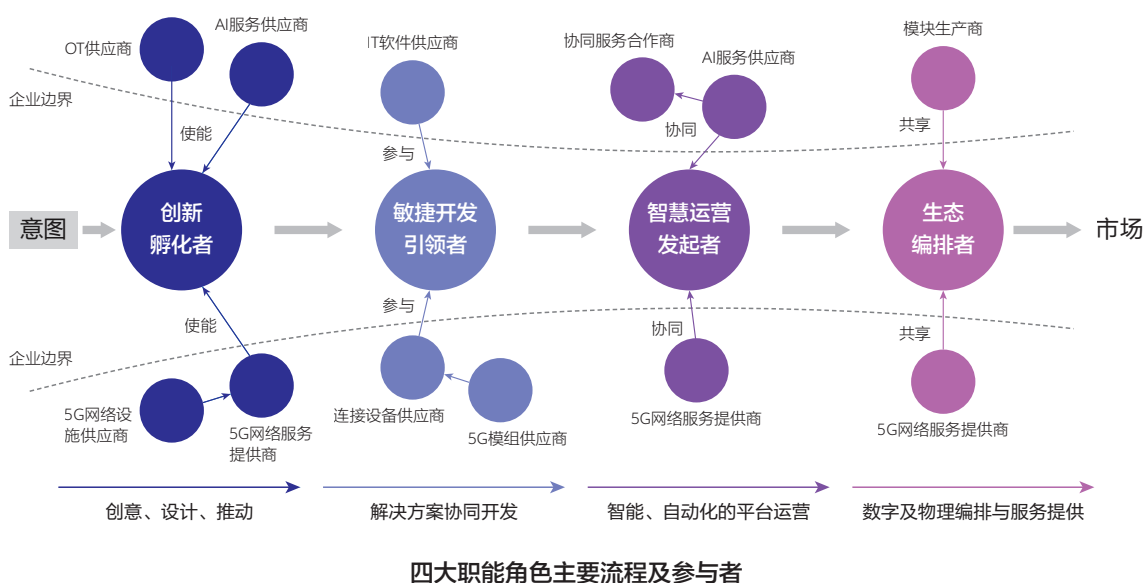 AI服务供应商
OT供应商
IT软件供应商
协同服务合作商
AI服务供应商
模块生产商
企业边界
使能
参与
协同
共享
意图
创新
孵化者
敏捷开发
引领者
智慧运营
发起者
生态
编排者
市场
使能
参与
协同
共享
企业边界
5G网络设
施供应商
5G网络服务
提供商
连接设备供应商
5G模组供应商
5G网络服务提供商
5G网络服务提供商
创意、设计、推动
解决方案协同开发
智能、自动化的平台运营
数字及物理编排与服务提供
四大职能角色主要流程及参与者